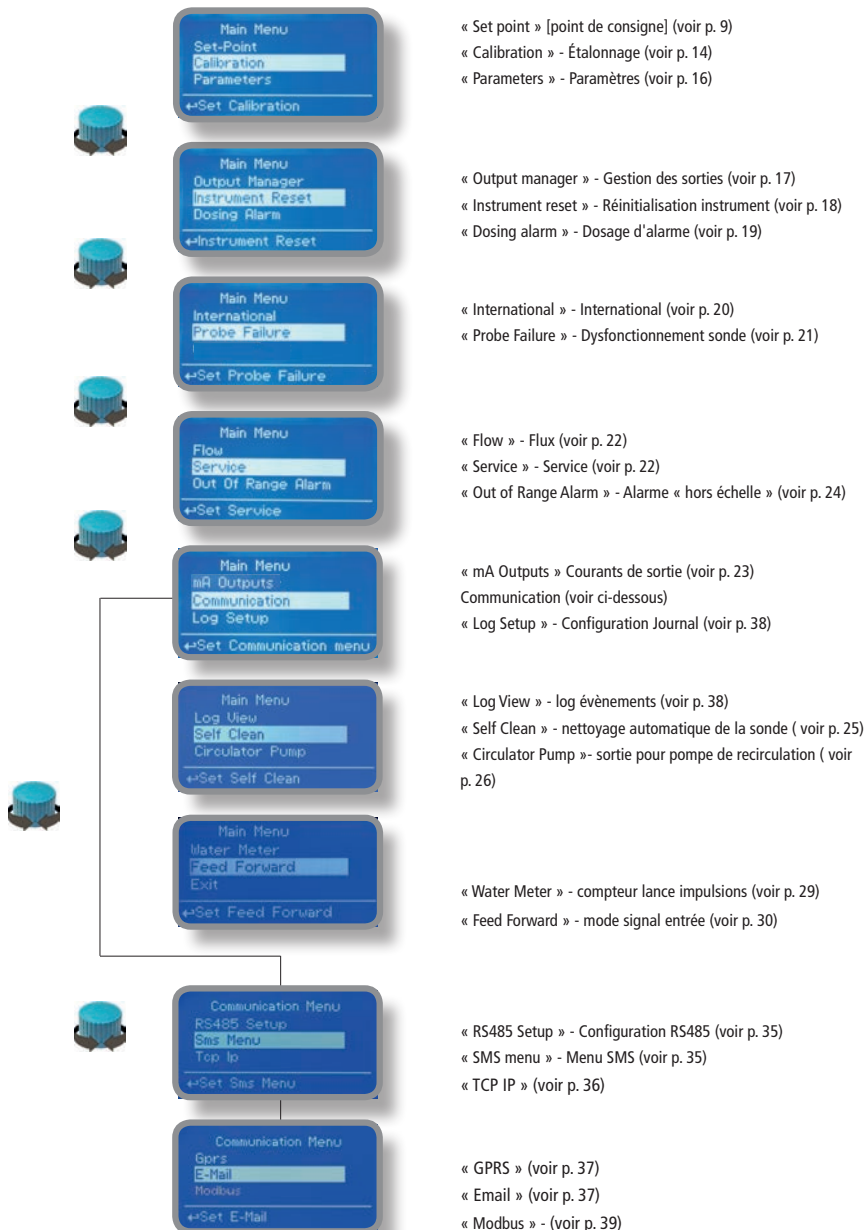 Main Menu
Set-Point
Calibration
Parameters
↵Set Calibration
« Set point » [point de consigne] (voir p. 9)
« Calibration » - Étalonnage (voir p. 14)
« Parameters » - Paramètres (voir p. 16)
Main Menu
Output Manager
Instrument Reset
Dosing Alarm
↵Instrument Reset
« Output manager » - Gestion des sorties (voir p. 17)
« Instrument reset » - Réinitialisation instrument (voir p. 18)
« Dosing alarm » - Dosage d'alarme (voir p. 19)
Main Menu
International
Probe Failure
↵Set Probe Failure
« International » - International (voir p. 20)
« Probe Failure » - Dysfonctionnement sonde (voir p. 21)
Main Menu
Flow
Service
Out Of Range Alarm
↵Set Service
« Flow » - Flux (voir p. 22)
« Service » - Service (voir p. 22)
« Out of Range Alarm » - Alarme « hors échelle » (voir p. 24)
Main Menu
mA Outputs
Communication
Log Setup
↵Set Communication menu
« mA Outputs » Courants de sortie (voir p. 23)
Communication (voir ci-dessous)
« Log Setup » - Configuration Journal (voir p. 38)
Main Menu
Log View
Self Clean
Circulator Pump
↵Set Self Clean
« Log View » - log évènements (voir p. 38)
« Self Clean » - nettoyage automatique de la sonde ( voir p. 25)
« Circulator Pump »- sortie pour pompe de recirculation ( voir
p. 26)
Main Menu
Water Meter
Feed Forward
Exit
↵Set Feed Forward
« Water Meter » - compteur lance impulsions (voir p. 29)
« Feed Forward » - mode signal entrée (voir p. 30)
Communication Menu
RS485 Setup
Sms Menu
Tcp Ip
↵Set Sms Menu
« RS485 Setup » - Configuration RS485 (voir p. 35)
« SMS menu » - Menu SMS (voir p. 35)
« TCP IP » (voir p. 36)
Communication Menu
Gprs
E-Mail
Modbus
↵Set E-Mail
« GPRS » (voir p. 37)
« Email » (voir p. 37)
« Modbus » - (voir p. 39)